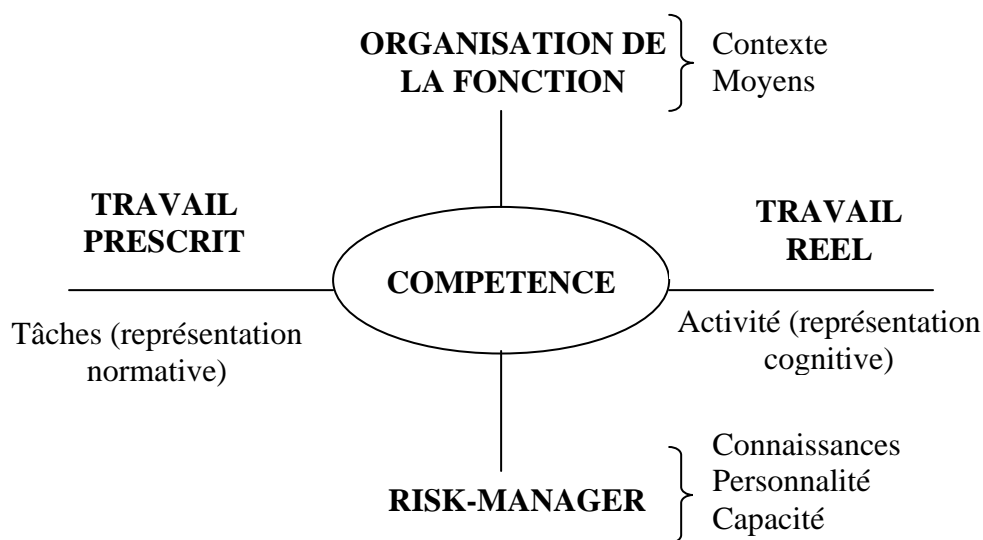 ORGANISATION DE
LA FONCTION
Contexte
Moyens
TRAVAIL
PRESCRIT
TRAVAIL
REEL
COMPETENCE
Tâches (représentation
normative)
Activité (représentation
cognitive)
RISK-MANAGER
Connaissances
Personnalité
Capacité